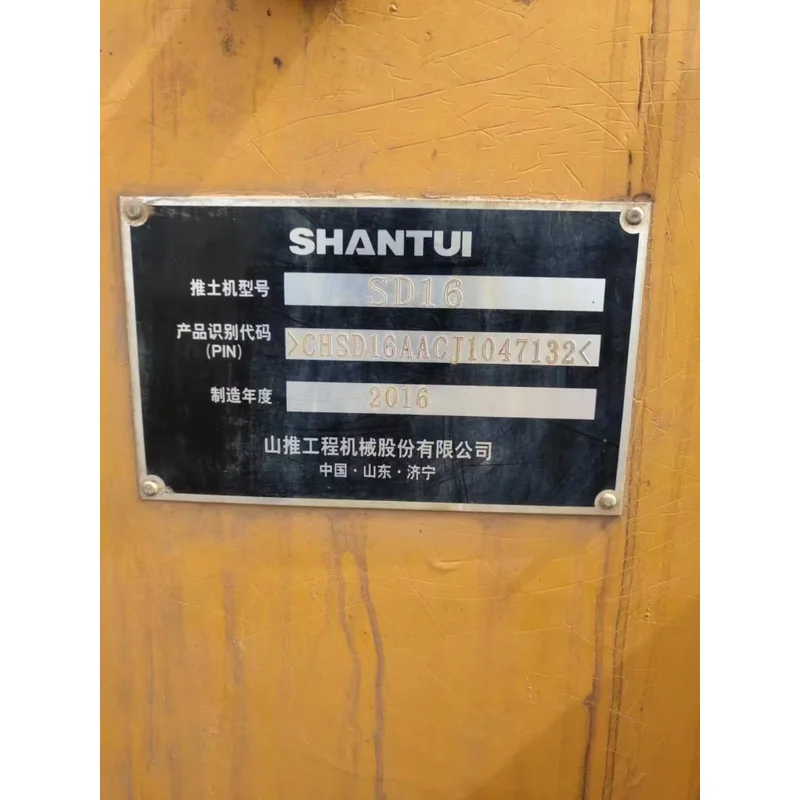 SHANTUI
推土机型号 SD16
产品识别代码
(PIN) >CHSD16AACJ1047132<
制造年度 2016
山推工程机械股份有限公司
中国·山东·济宁